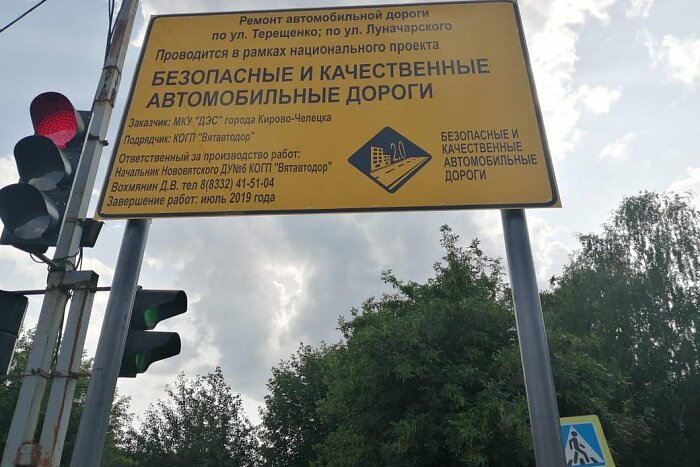 Ремонт автомобильной дороги
по ул. Терещенко; по ул. Луначарского
Проводится в рамках национального проекта
БЕЗОПАСНЫЕ И КАЧЕСТВЕННЫЕ
АВТОМОБИЛЬНЫЕ ДОРОГИ
Заказчик: МКУ "ДЭС" города Кирово-Чепецка
Подрядчик: КОГП "Вятавтодор"
Ответственный за производство работ:
Начальник Нововятского ДУ№6 КОГП "Вятавтодор"
Вохмянин Д.В. тел 8(8332) 41-51-04
Завершение работ: июль 2019 года
2.0
БЕЗОПАСНЫЕ И
КАЧЕСТВЕННЫЕ
АВТОМОБИЛЬНЫЕ
ДОРОГИ